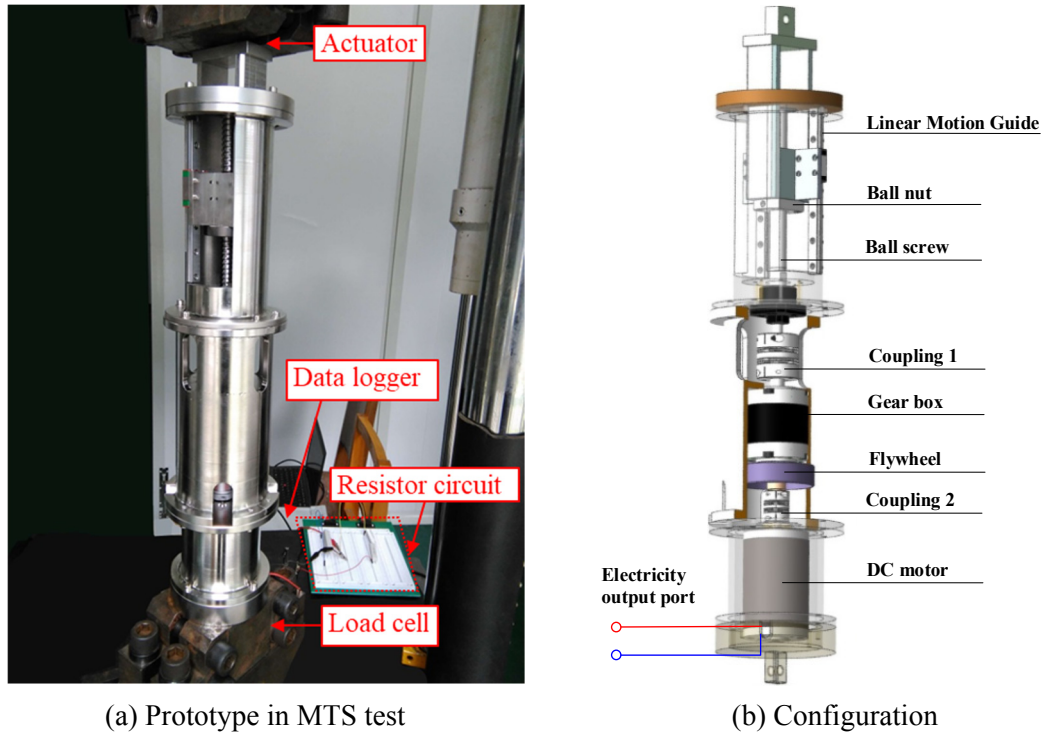 Actuator
Data logger
Resistor circuit
Load cell
(a) Prototype in MTS test
Linear Motion Guide
Ball nut
Ball screw
Coupling 1
Gear box
Flywheel
Coupling 2
DC motor
Electricity
output port
(b) Configuration